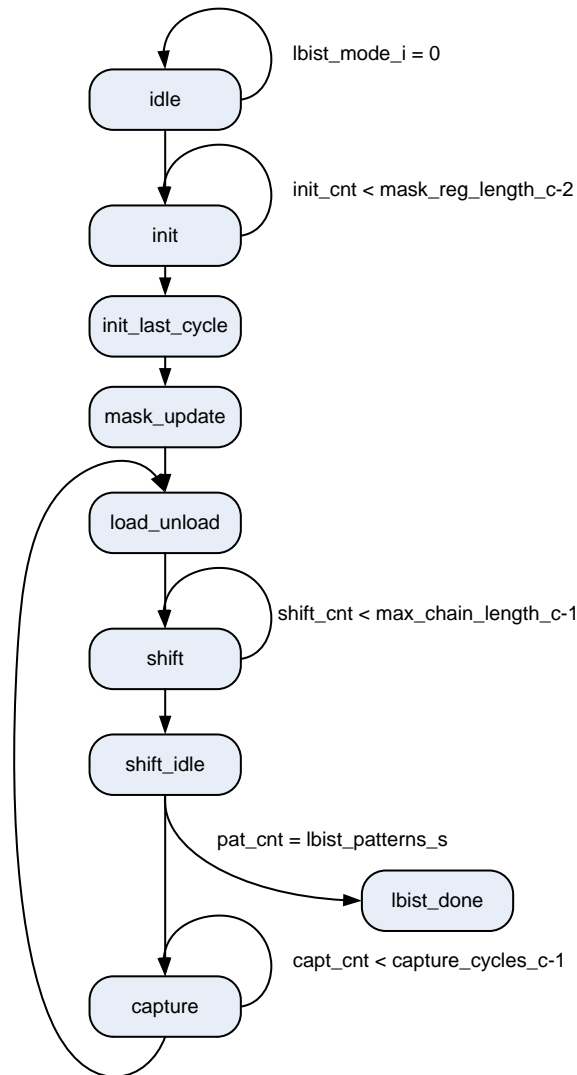 lbist_mode_i = 0
idle
init_cnt < mask_reg_length_c-2
init
init_last_cycle
mask_update
load_unload
shift_cnt < max_chain_length_c-1
shift
shift_idle
pat_cnt = lbist_patterns_s
lbist_done
capt_cnt < capture_cycles_c-1
capture